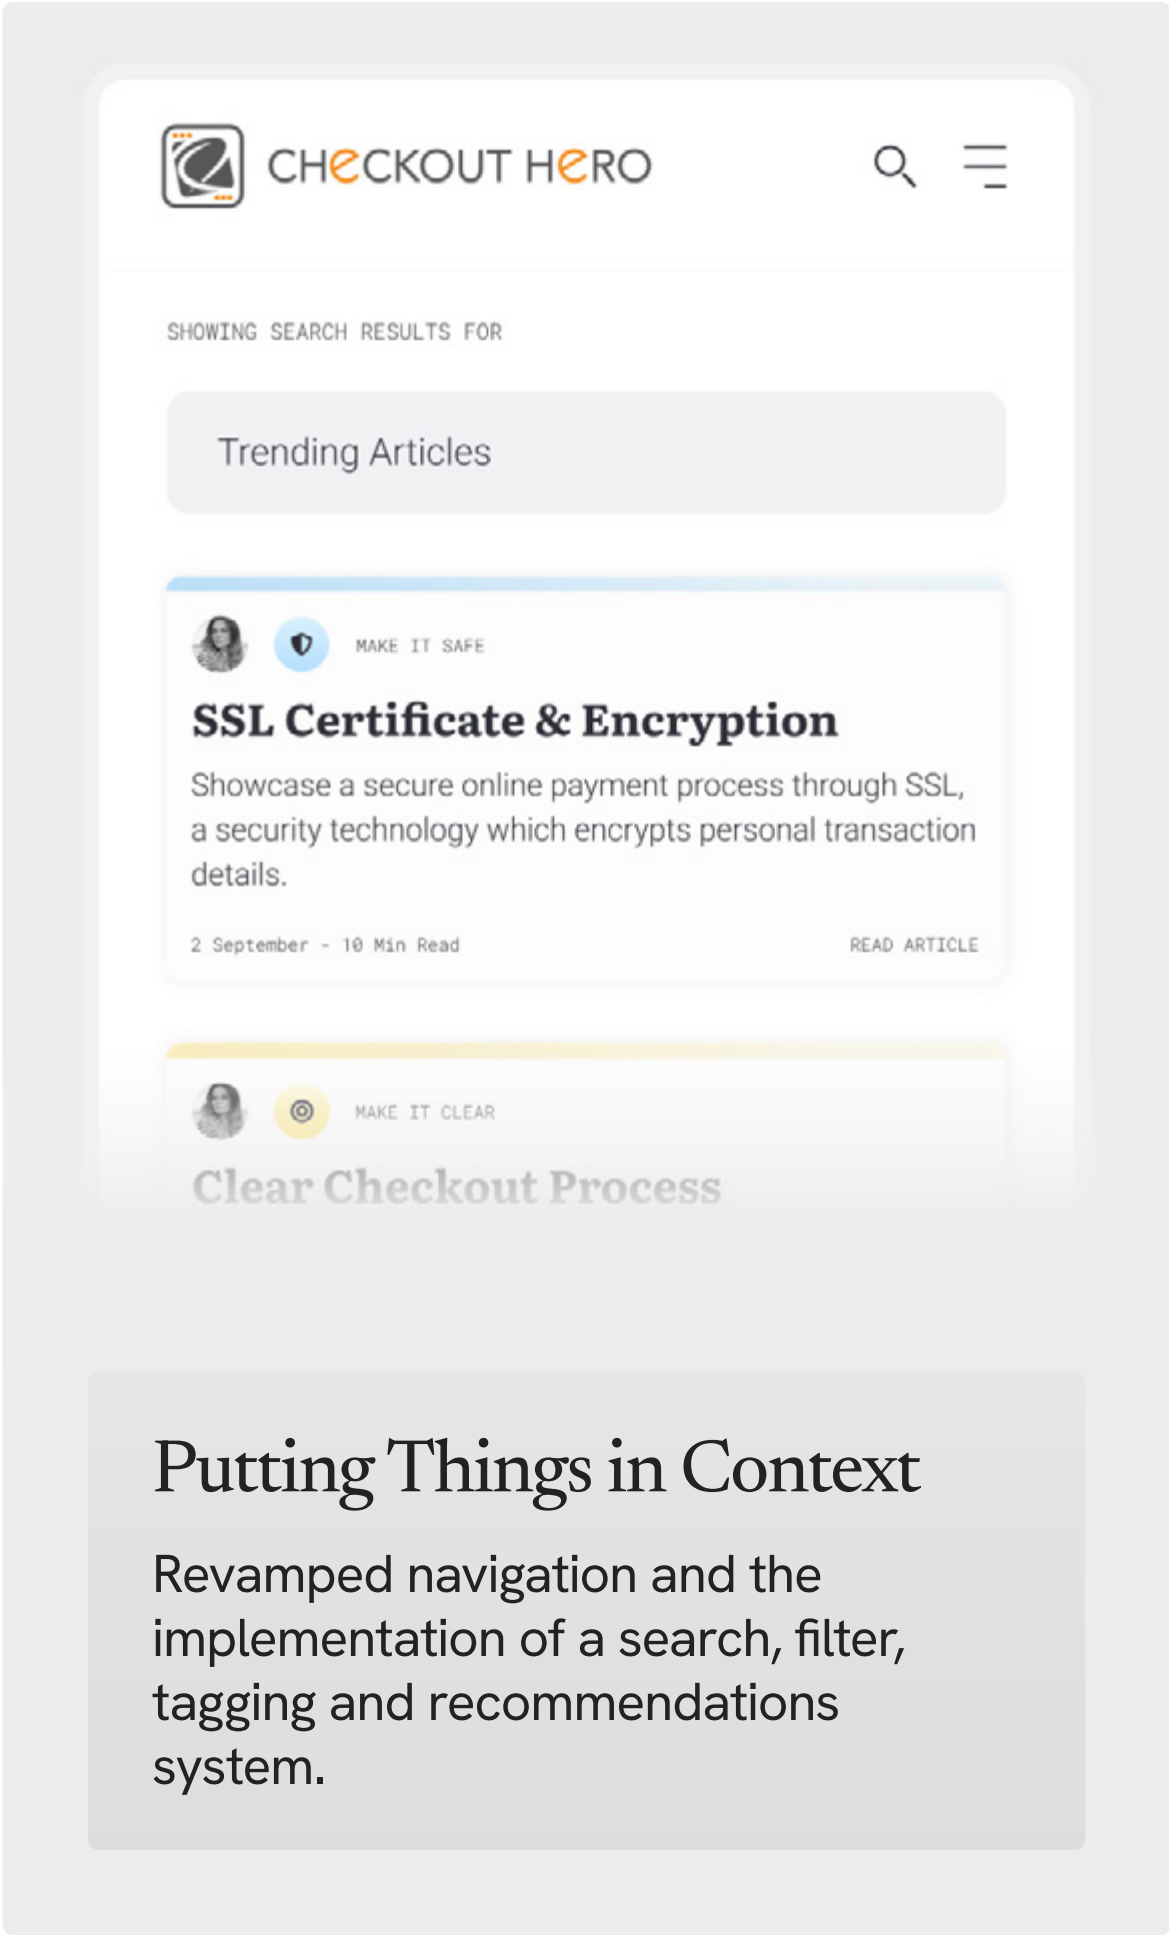 CHeCKOUT HeRO
SHOWING SEARCH RESULTS FOR
Trending Articles
MAKE IT SAFE
SSL Certificate & Encryption
Showcase a secure online payment process through SSL,
a security technology which encrypts personal transaction
details.
2 September - 10 Min Read READ ARTICLE
MAKE IT CLEAR
Clear Checkout Process
Putting Things in Context
Revamped navigation and the
implementation of a search, filter,
tagging and recommendations
system.